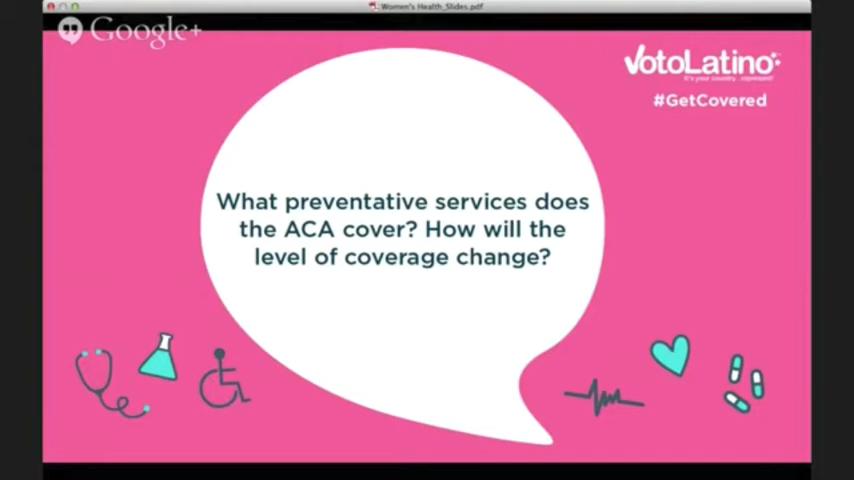 Women's Health_Slides.pdf
Google+
VotoLatino
It's your country...represent!
#GetCovered
What preventative services does
the ACA cover? How will the
level of coverage change?